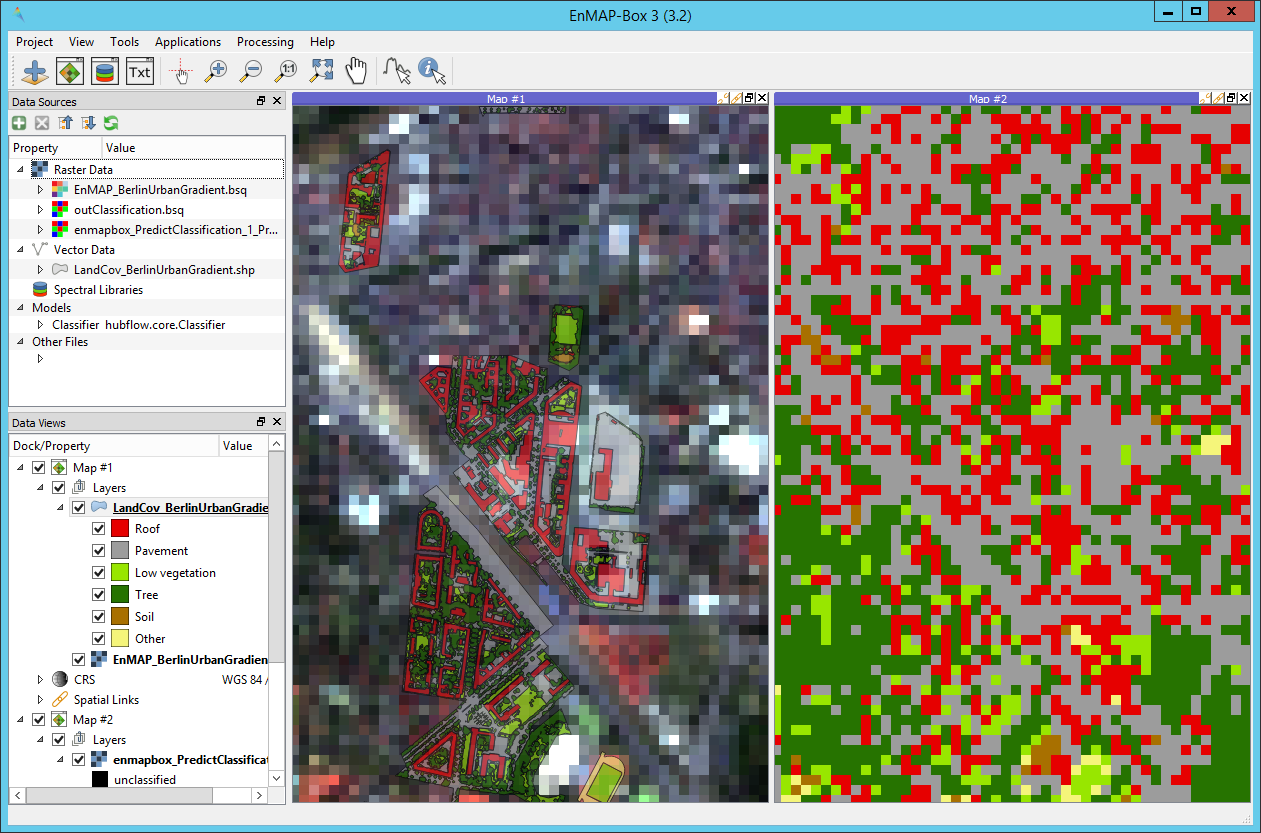 EnMAP-Box 3 (3.2)
Project View Tools Applications Processing Help
Txt 1:1
Data Sources
Property Value
Raster Data
EnMAP_BerlinUrbanGradient.bsq
outClassification.bsq
enmapbox_PredictClassification_1_Pr...
Vector Data
LandCov_BerlinUrbanGradient.shp
Spectral Libraries
Models
Classifier hubflow.core.Classifier
Other Files
Data Views
Dock/Property Value
Map #1
Layers
LandCov_BerlinUrbanGradie
Roof
Pavement
Low vegetation
Tree
Soil
Other
EnMAP_BerlinUrbanGradien
CRS WGS 84 /
Spatial Links
Map #2
Layers
enmapbox_PredictClassificat
unclassified
Map #1
Map #2